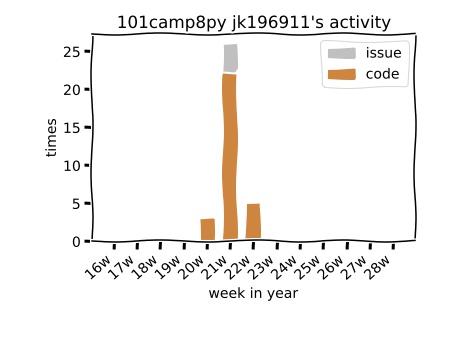 101camp8py jk196911's activity
issue
code
times
25
20
15
10
5
0
16w 17w 18w 19w 20w 21w 22w 23w 24w 25w 26w 27w 28w
week in year